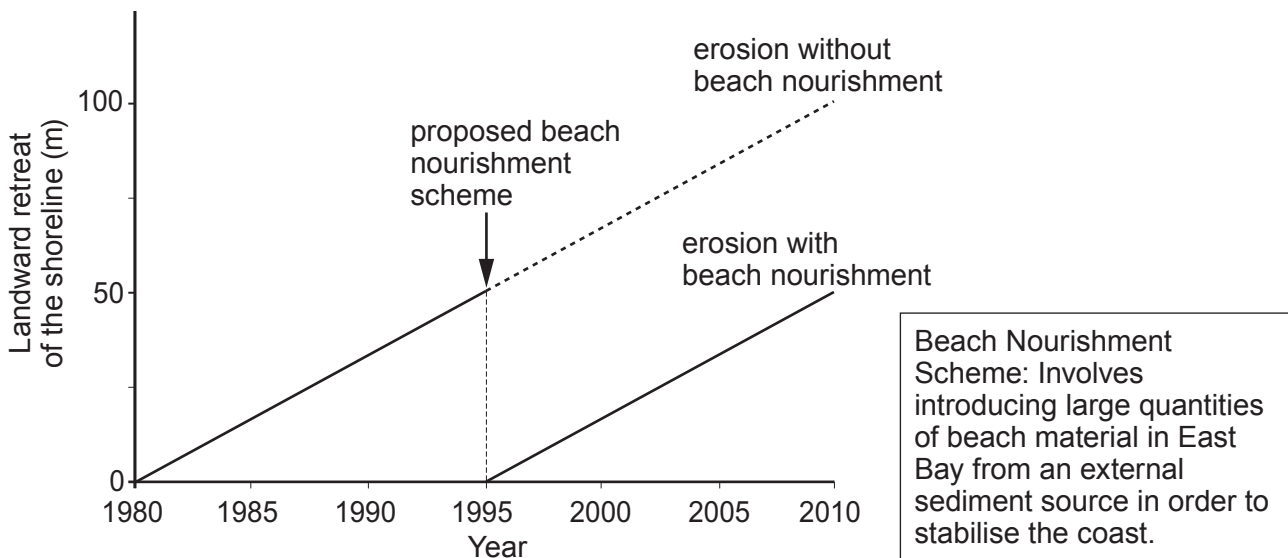 erosion without
beach nourishment
proposed beach
nourishment
scheme
erosion with
beach nourishment
Landward retreat
of the shoreline (m)
100
50
0
1980 1985 1990 1995 2000 2005 2010
Year
Beach Nourishment
Scheme: Involves
introducing large quantities
of beach material in East
Bay from an external
sediment source in order to
stabilise the coast.